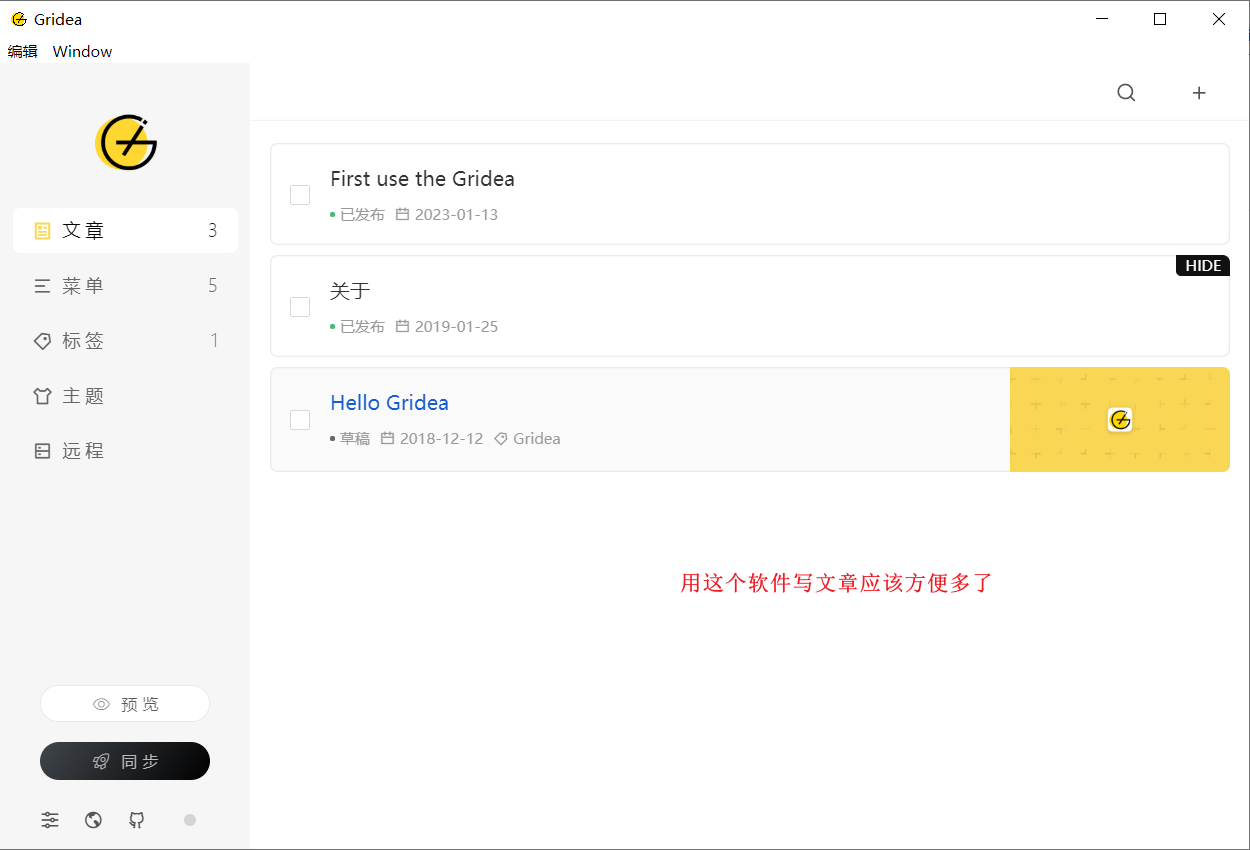 Gridea
编辑 Window
文章 3
菜单 5
标签 1
主题
远程
预览
同步
First use the Gridea
已发布 2023-01-13
HIDE
关于
已发布 2019-01-25
Hello Gridea
草稿 2018-12-12 Gridea
用这个软件写文章应该方便多了